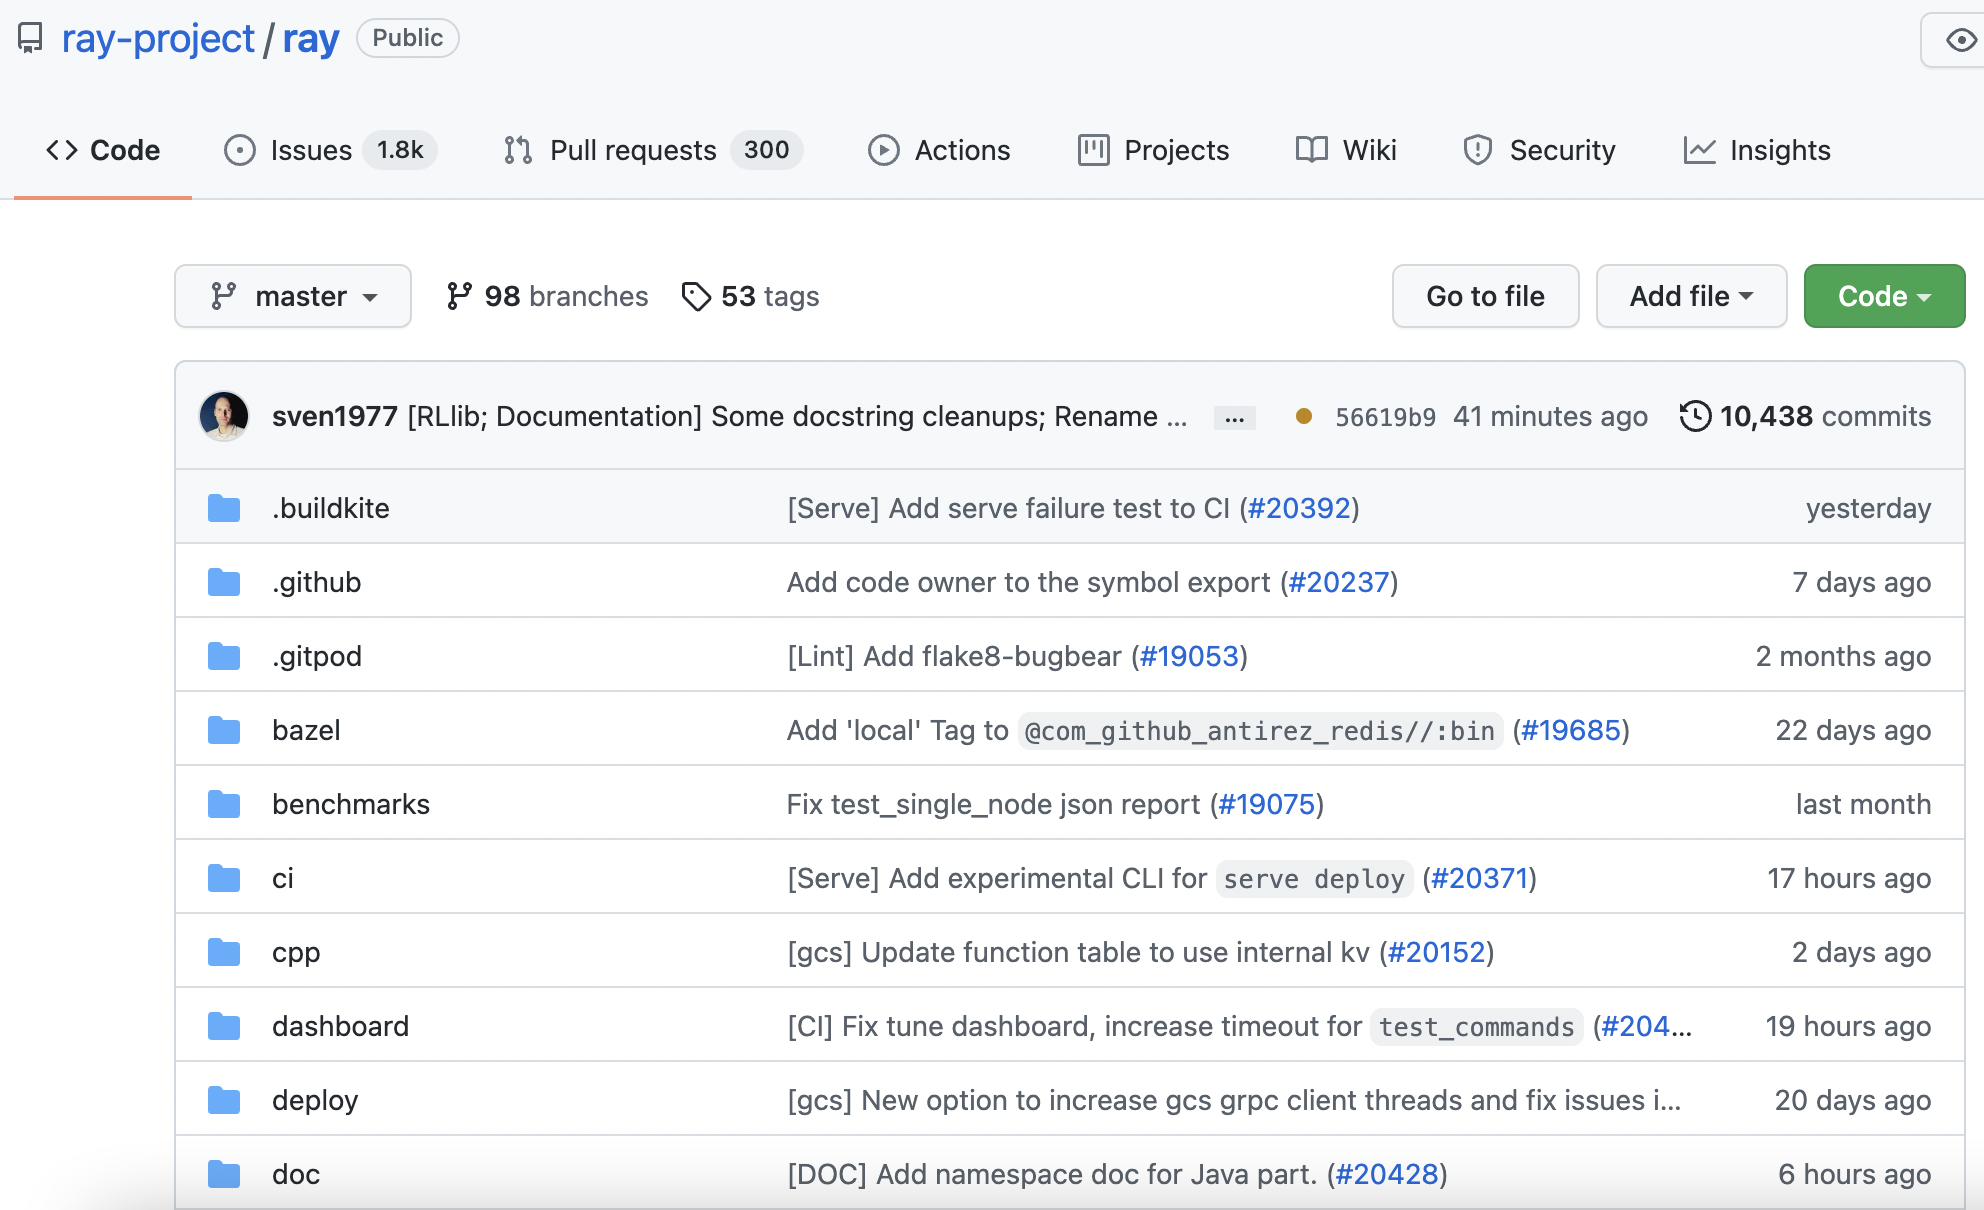 ray-project / ray Public
Code Issues 1.8k Pull requests 300 Actions Projects Wiki Security Insights
master 98 branches 53 tags Go to file Add file Code
sven1977 [RLlib; Documentation] Some docstring cleanups; Rename ... ... 56619b9 41 minutes ago 10,438 commits
.buildkite [Serve] Add serve failure test to CI (#20392) yesterday
.github Add code owner to the symbol export (#20237) 7 days ago
.gitpod [Lint] Add flake8-bugbear (#19053) 2 months ago
bazel Add 'local' Tag to @com_github_antirez_redis//:bin (#19685) 22 days ago
benchmarks Fix test_single_node json report (#19075) last month
ci [Serve] Add experimental CLI for serve deploy (#20371) 17 hours ago
cpp [gcs] Update function table to use internal kv (#20152) 2 days ago
dashboard [CI] Fix tune dashboard, increase timeout for test_commands (#204... 19 hours ago
deploy [gcs] New option to increase gcs grpc client threads and fix issues i... 20 days ago
doc [DOC] Add namespace doc for Java part. (#20428) 6 hours ago